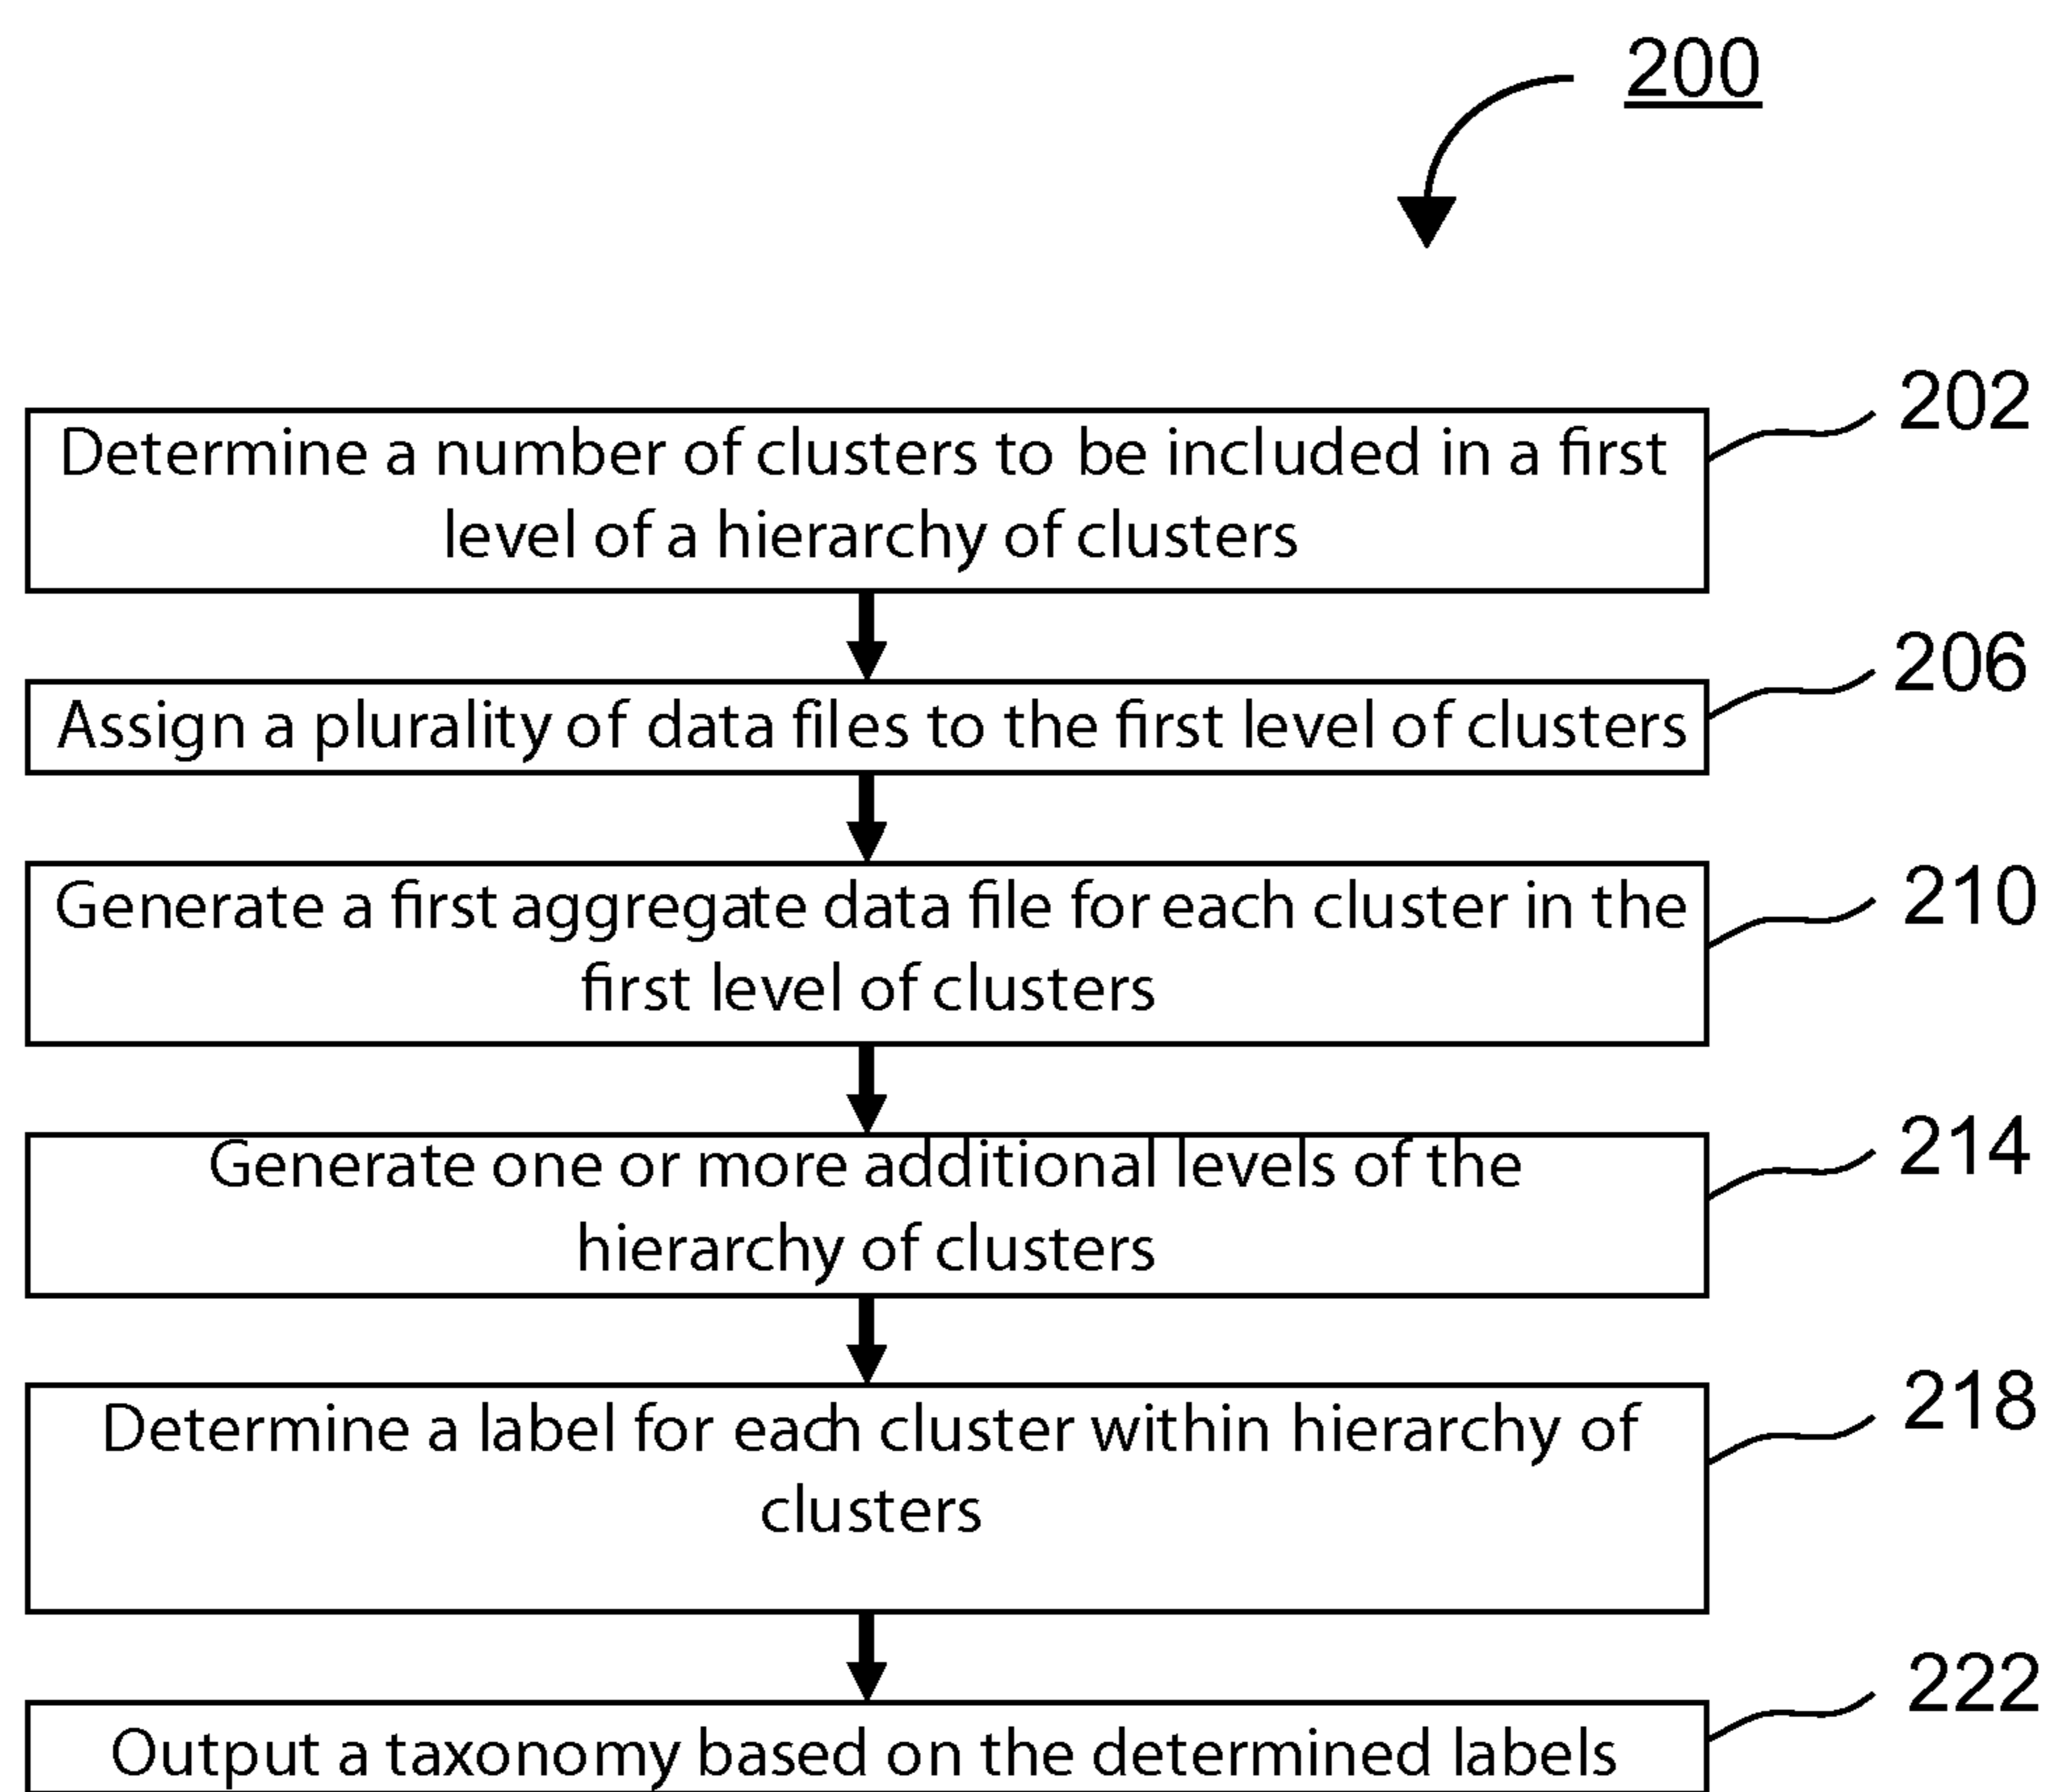 200
202
Determine a number of clusters to be included in a first
level of a hierarchy of clusters
206
Assign a plurality of data files to the first level of clusters
210
Generate a first aggregate data file for each cluster in the
first level of clusters
214
Generate one or more additional levels of the
hierarchy of clusters
218
Determine a label for each cluster within hierarchy of
clusters
222
Output a taxonomy based on the determined labels